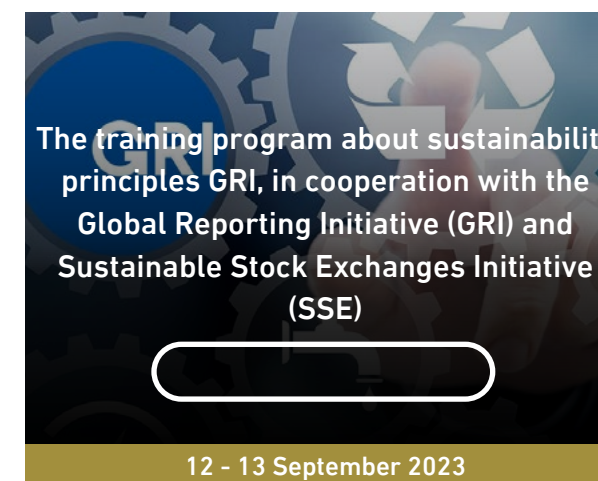 GRI
The training program about sustainabilit
principles GRI, in cooperation with the
Global Reporting Initiative (GRI) and
Sustainable Stock Exchanges Initiative
(SSE)
12 - 13 September 2023